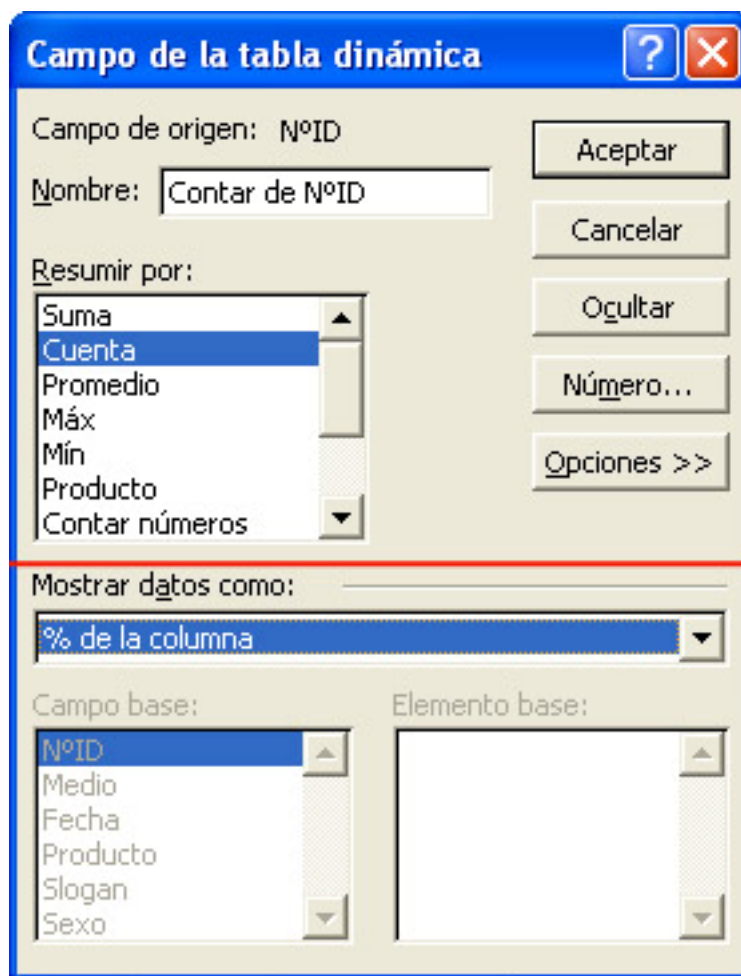 Campo de la tabla dinámica
?
Campo de origen: NºID
Nombre: Contar de NºID
Resumir por:
Suma
Cuenta
Promedio
Máx
Mín
Producto
Contar números
Aceptar
Cancelar
Ocultar
Número...
Opciones >>
Mostrar datos como:
% de la columna
Campo base:
NºID
Medio
Fecha
Producto
Slogan
Sexo
Elemento base: